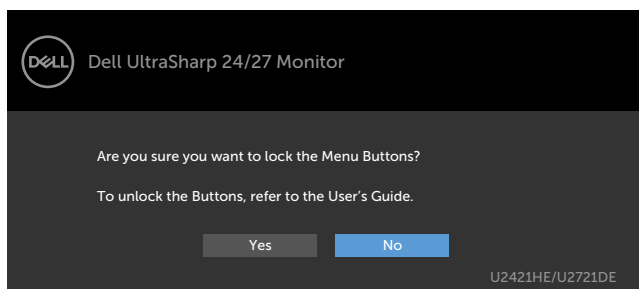 DELL
Dell UltraSharp 24/27 Monitor
Are you sure you want to lock the Menu Buttons?
To unlock the Buttons, refer to the User's Guide.
Yes No
U2421HE/U2721DE